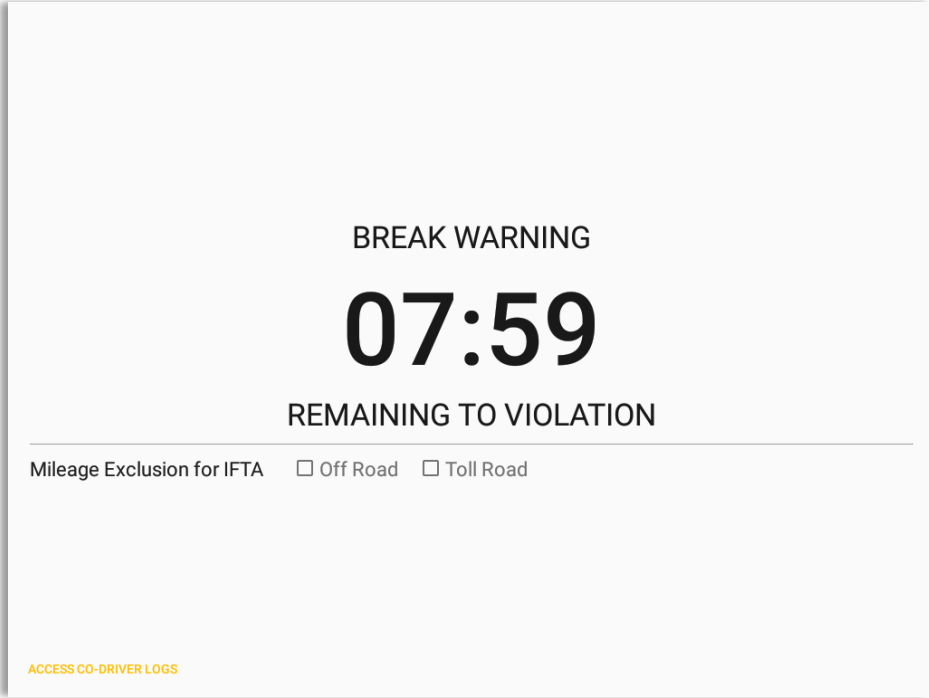 BREAK WARNING
07:59
REMAINING TO VIOLATION
Mileage Exclusion for IFTA Off Road Toll Road
ACCESS CO-DRIVER LOGS